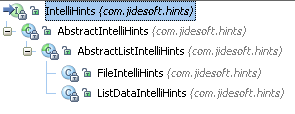 IntelliHints (com.jidesoft.hints)
AbstractIntelliHints (com.jidesoft.hints)
AbstractListIntelliHints (com.jidesoft.hints)
FileIntelliHints (com.jidesoft.hints)
ListDataIntelliHints (com.jidesoft.hints)